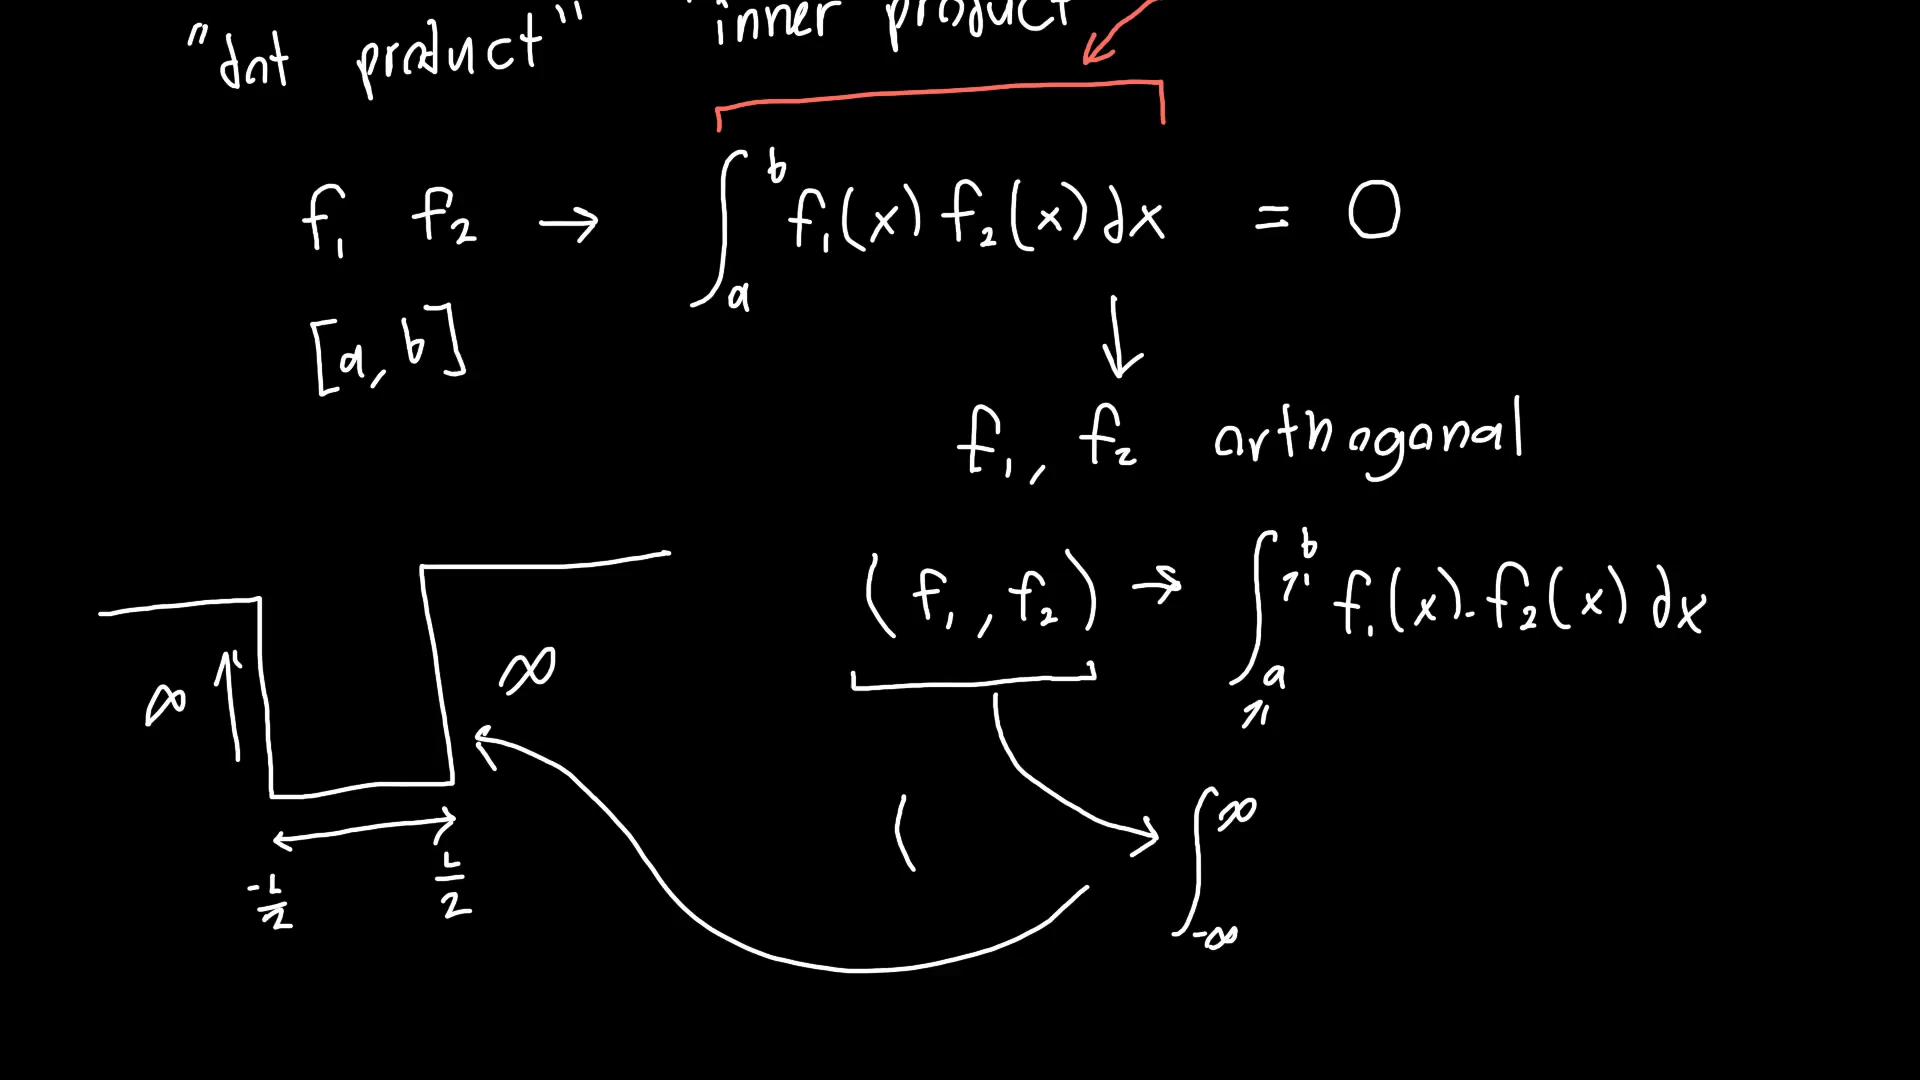 "dot product" "inner product
f₁ f₂ → ∫ₐᵇ f₁(x) f₂(x) dx = 0
[a, b]
f₁, f₂ orthogonal
(f₁, f₂) → ∫ₐᵇ f₁(x) · f₂(x) dx
∞ ∞
( ∫ ∞ -∞
-L/2 L/2